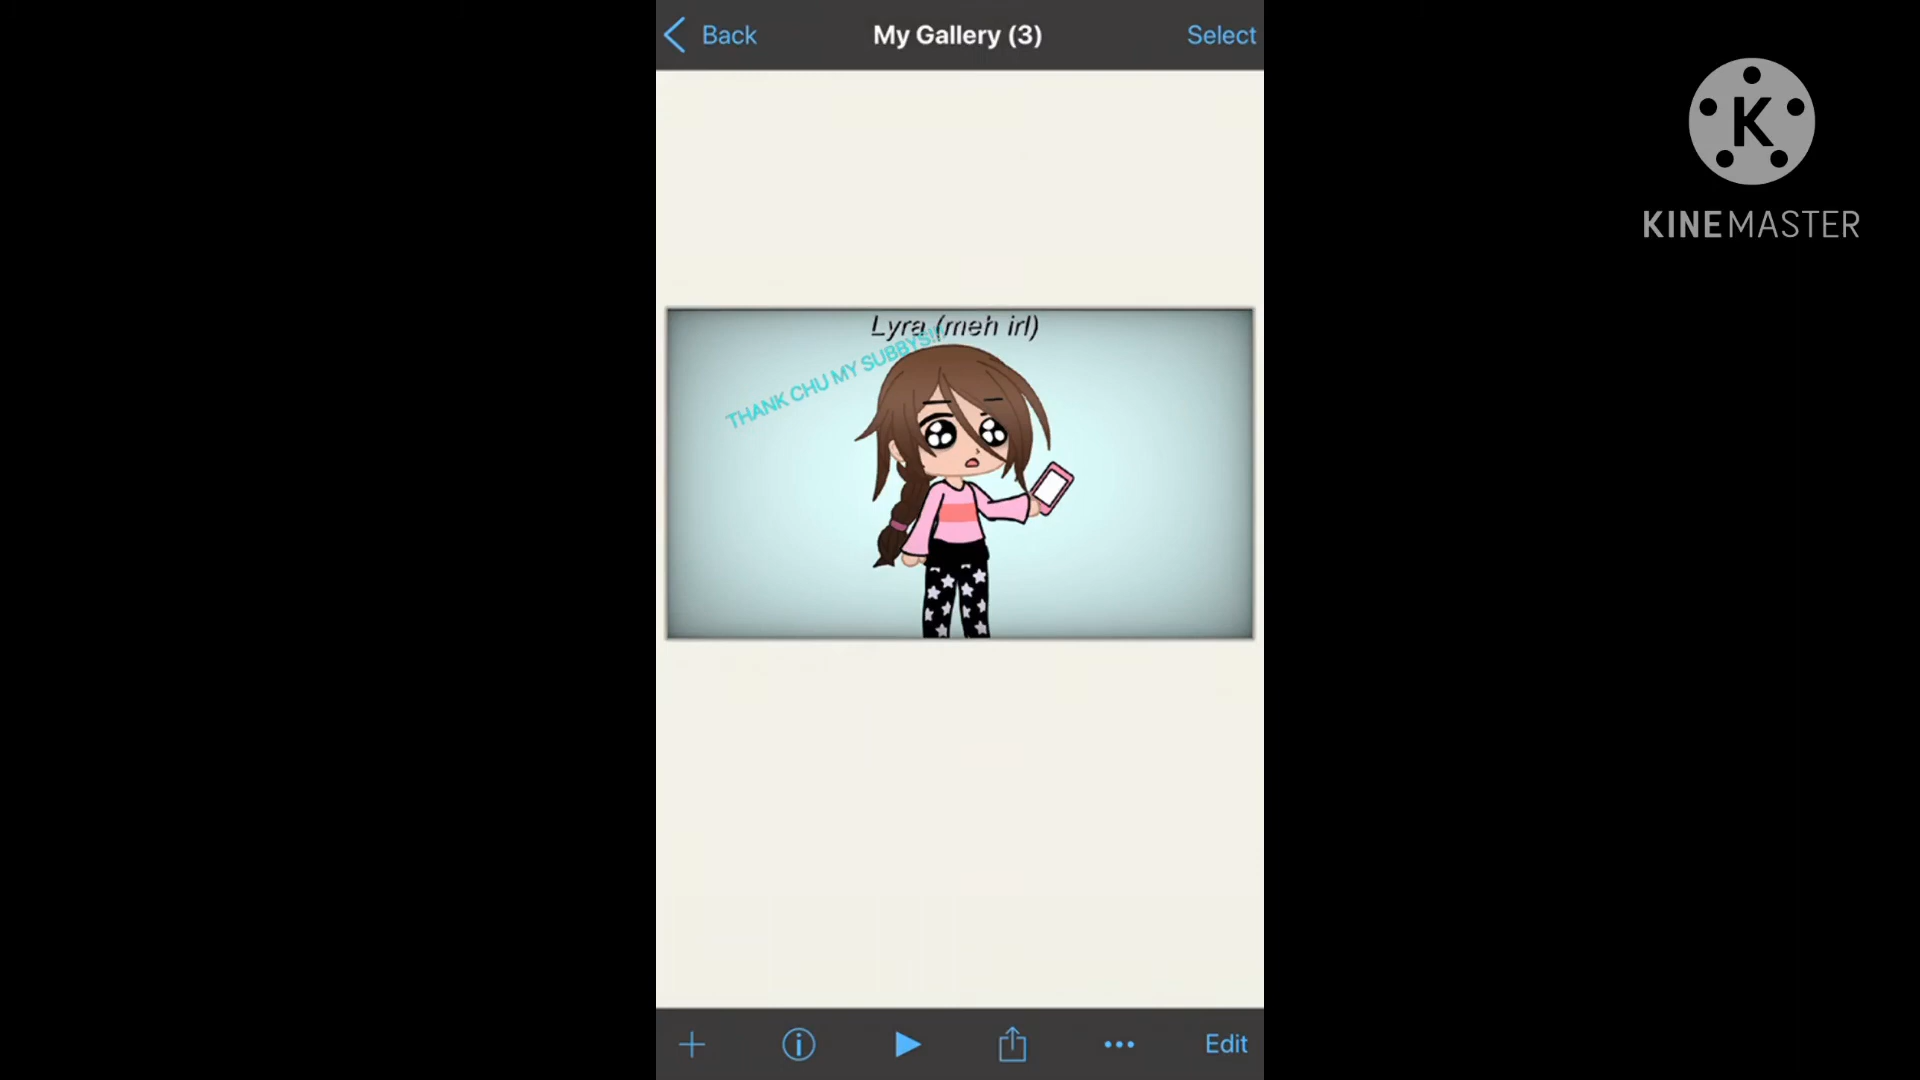 Back
My Gallery (3)
Select
KINEMASTER
Lyra (meh irl)
THANK CHU MY SUBBYS!!
Edit